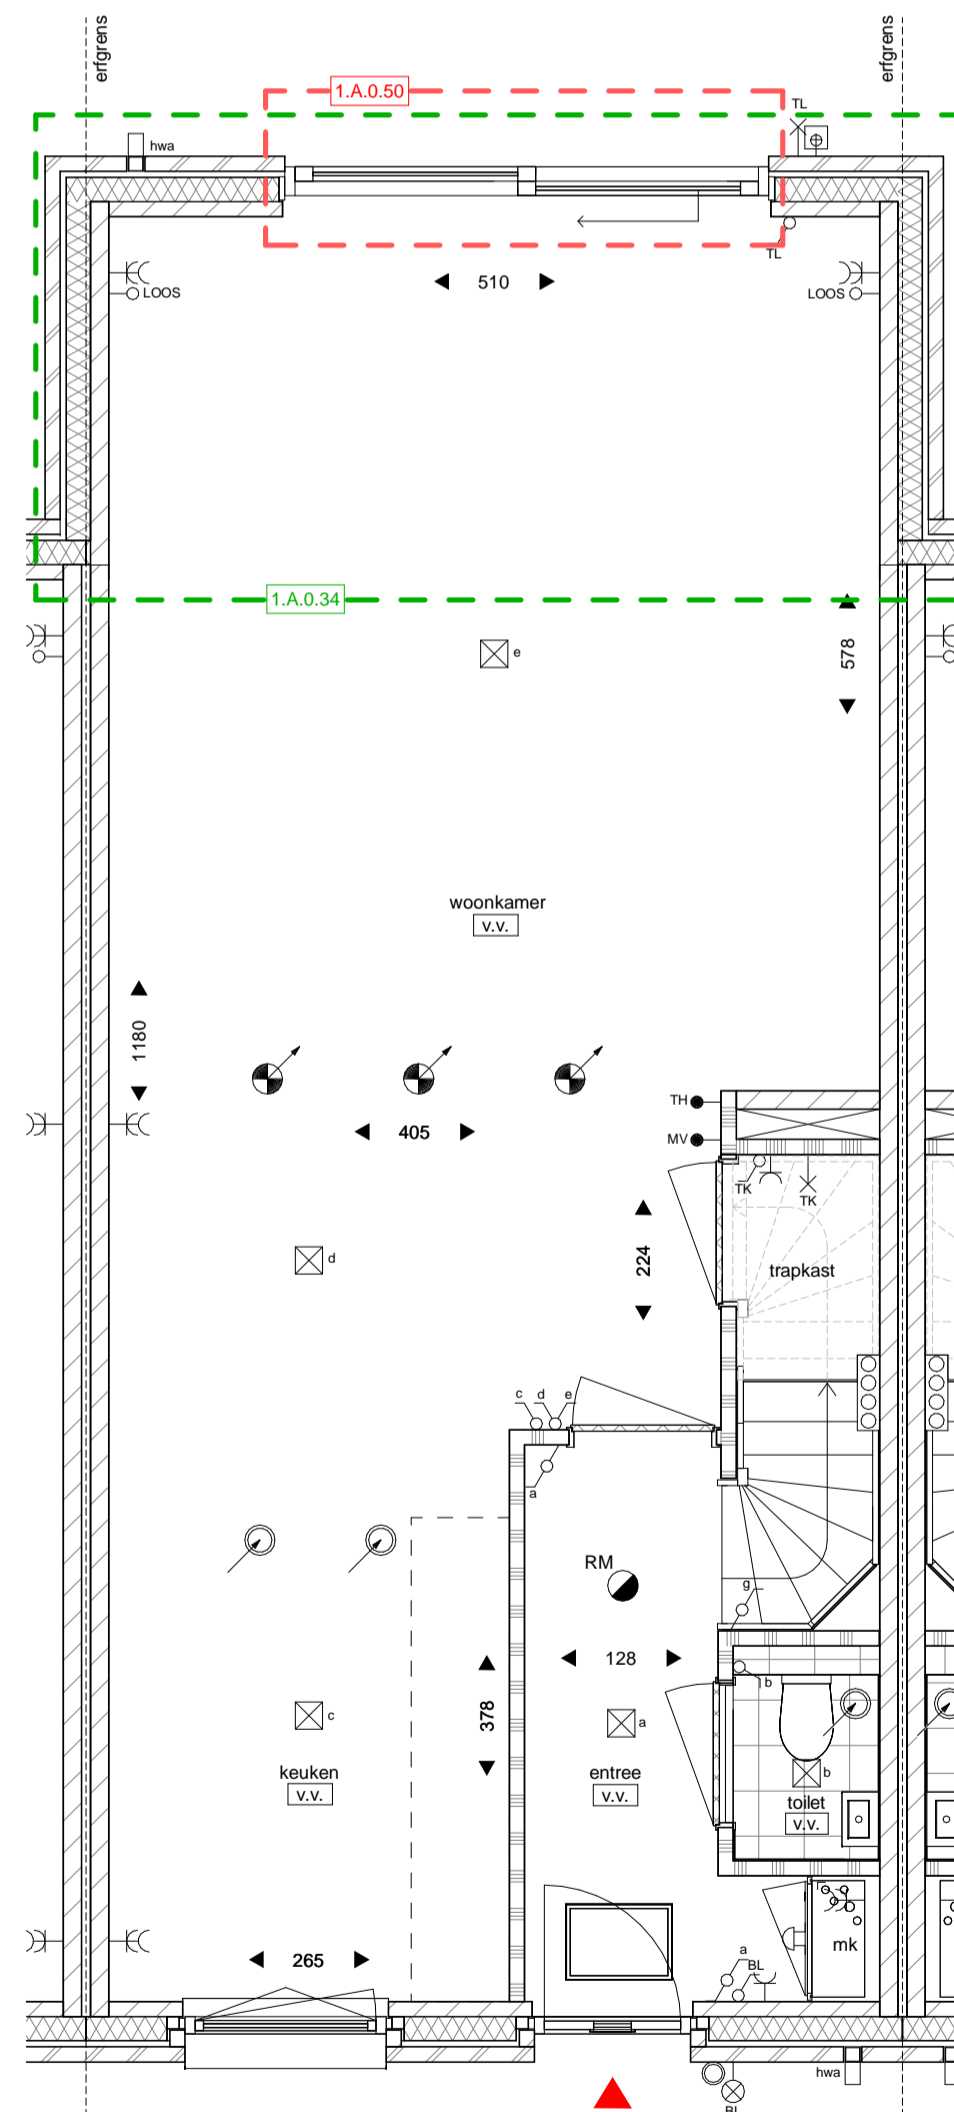 erfgrens
erfgrens
1.A.0.50
TL
hwa
TL
510
LOOS
LOOS
1.A.0.34
e
578
woonkamer
v.v.
1180
TH
405
MV
TK
TK
224
d
trapkast
c d e
a
RM
g
128
b
378
c
a
b
keuken
v.v.
entree
v.v.
toilet
v.v.
mk
a
BL
265
hwa
BL